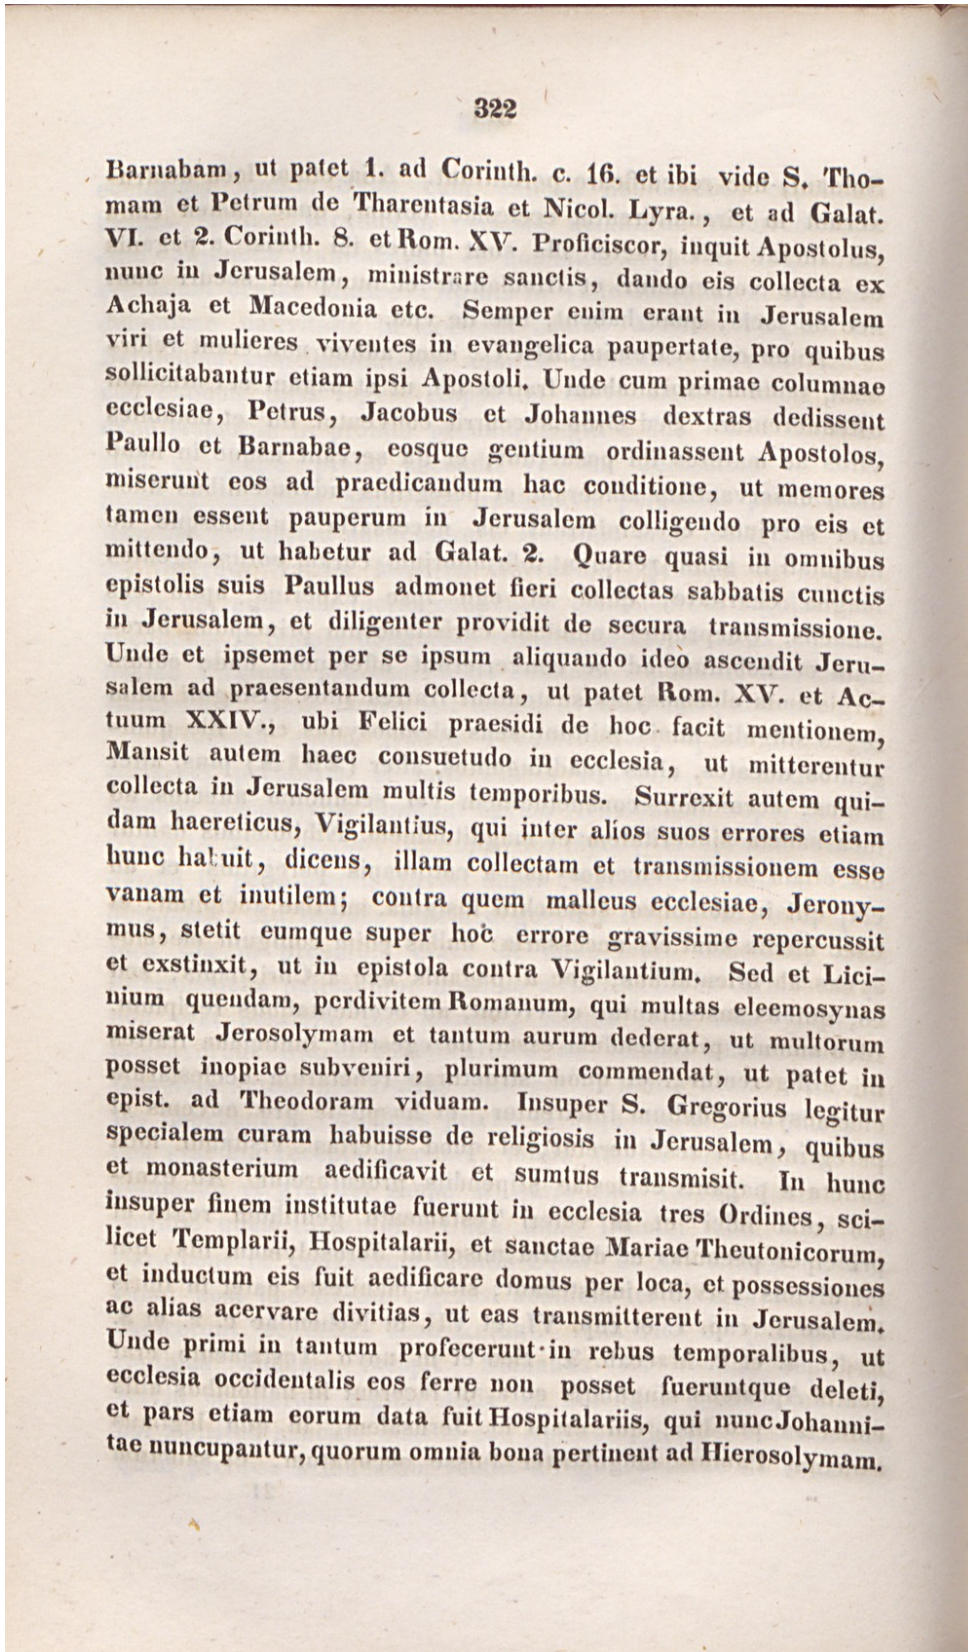 322
Barnabam, ut patet 1. ad Corinth. c. 16. et ibi vide S. Tho-
mam et Petrum de Tharentasia et Nicol. Lyra., et ad Galat.
VI. et 2. Corinth. 8. et Rom. XV. Proficiscor, inquit Apostolus,
nunc in Jerusalem, ministrare sanctis, dando eis collecta ex
Achaja et Macedonia etc. Semper enim erant in Jerusalem
viri et mulieres viventes in evangelica paupertate, pro quibus
sollicitabantur etiam ipsi Apostoli. Unde cum primae columnae
ecclesiae, Petrus, Jacobus et Johannes dextras dedissent
Paullo et Barnabae, eosque gentium ordinassent Apostolos,
miserunt eos ad praedicandum hac conditione, ut memores
tamen essent pauperum in Jerusalem colligendo pro eis et
mittendo, ut habetur ad Galat. 2. Quare quasi in omnibus
epistolis suis Paullus admonet fieri collectas sabbatis cunctis
in Jerusalem, et diligenter providit de secura transmissione.
Unde et ipsemet per se ipsum aliquando ideo ascendit Jeru-
salem ad praesentandum collecta, ut patet Rom. XV. et Ac-
tuum XXIV., ubi Felici praesidi de hoc facit mentionem,
Mansit autem haec consuetudo in ecclesia, ut mitterentur
collecta in Jerusalem multis temporibus. Surrexit autem qui-
dam haereticus, Vigilantius, qui inter alios suos errores etiam
hunc habuit, dicens, illam collectam et transmissionem esse
vanam et inutilem; contra quem malleus ecclesiae, Jerony-
mus, stetit eumque super hoc errore gravissime repercussit
et exstinxit, ut in epistola contra Vigilantium. Sed et Lici-
nium quendam, perdivitem Romanum, qui multas eleemosynas
miserat Jerosolymam et tantum aurum dederat, ut multorum
posset inopiae subveniri, plurimum commendat, ut patet in
epist. ad Theodoram viduam. Insuper S. Gregorius legitur
specialem curam habuisse de religiosis in Jerusalem, quibus
et monasterium aedificavit et sumtus transmisit. In hunc
insuper finem institutae fuerunt in ecclesia tres Ordines, sci-
licet Templarii, Hospitalarii, et sanctae Mariae Theutonicorum,
et inductum eis fuit aedificare domus per loca, et possessiones
ac alias acervare divitias, ut eas transmitterent in Jerusalem.
Unde primi in tantum profecerunt in rebus temporalibus, ut
ecclesia occidentalis eos ferre non posset fueruntque deleti,
et pars etiam eorum data fuit Hospitalariis, qui nunc Johanni-
tae nuncupantur, quorum omnia bona pertinent ad Hierosolymam.